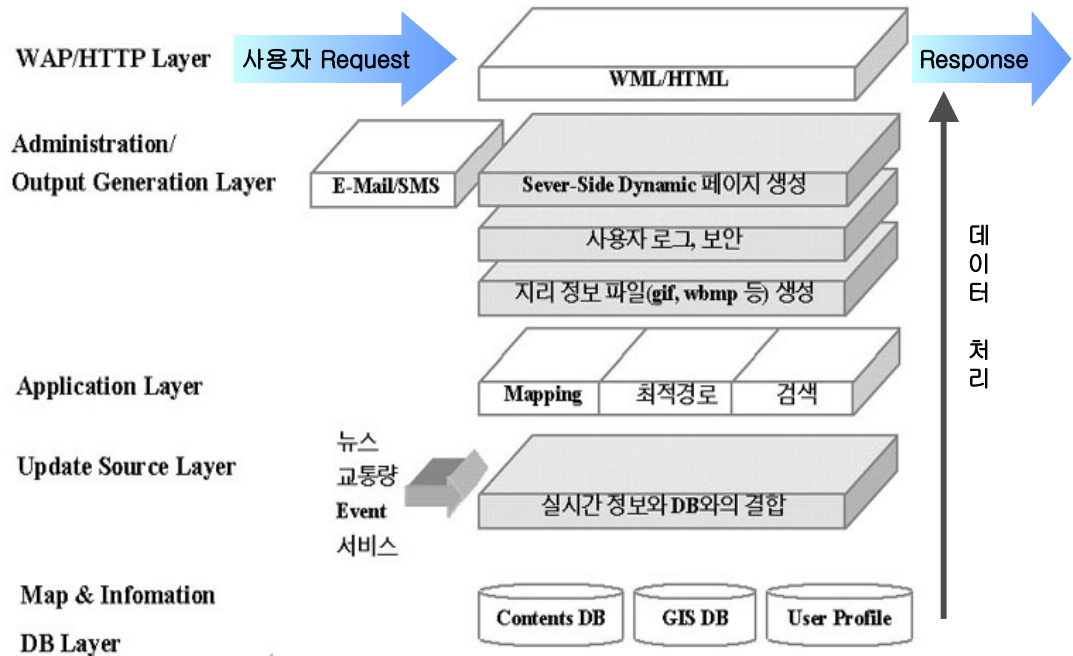 WAP/HTTP Layer
사용자 Request
WML/HTML
Response
Administration/
Output Generation Layer
E-Mail/SMS
Sever-Side Dynamic 페이지 생성
사용자 로그, 보안
지리 정보 파일(gif, wbmp 등) 생성
데이터 처리
Application Layer
Mapping
최적경로
검색
Update Source Layer
뉴스
교통량
Event
서비스
실시간 정보와 DB와의 결합
Map & Infomation
DB Layer
Contents DB
GIS DB
User Profile